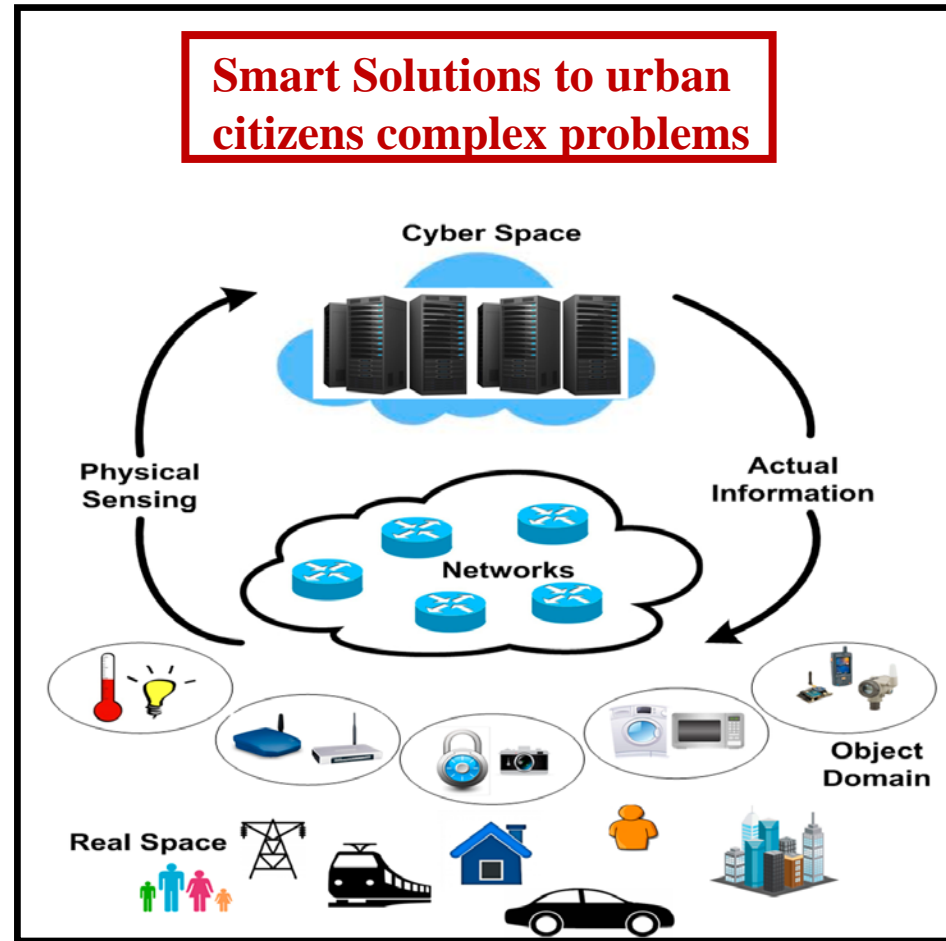 Smart Solutions to urban
citizens complex problems
Cyber Space
Physical
Sensing
Actual
Information
Networks
Object
Domain
Real Space